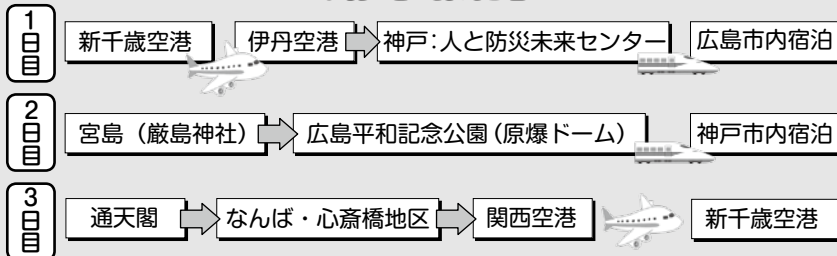 1日目
新千歳空港 伊丹空港 神戸：人と防災未来センター 広島市内宿泊
2日目
宮島（厳島神社） 広島平和記念公園（原爆ドーム） 神戸市内宿泊
3日目
通天閣 なんば・心斎橋地区 関西空港 新千歳空港